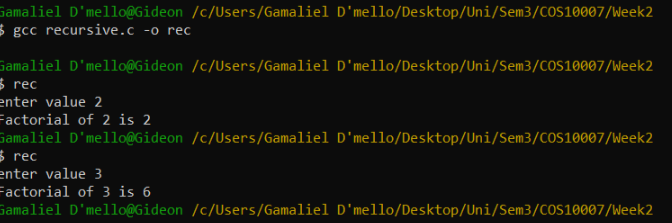 Gamaliel D'mello@Gideon /c/Users/Gamaliel D'mello/Desktop/Uni/Sem3/COS10007/Week2
$ gcc recursive.c -o rec
Gamaliel D'mello@Gideon /c/Users/Gamaliel D'mello/Desktop/Uni/Sem3/COS10007/Week2
$ rec
enter value 2
Factorial of 2 is 2
Gamaliel D'mello@Gideon /c/Users/Gamaliel D'mello/Desktop/Uni/Sem3/COS10007/Week2
$ rec
enter value 3
Factorial of 3 is 6
Gamaliel D'mello@Gideon /c/Users/Gamaliel D'mello/Desktop/Uni/Sem3/COS10007/Week2